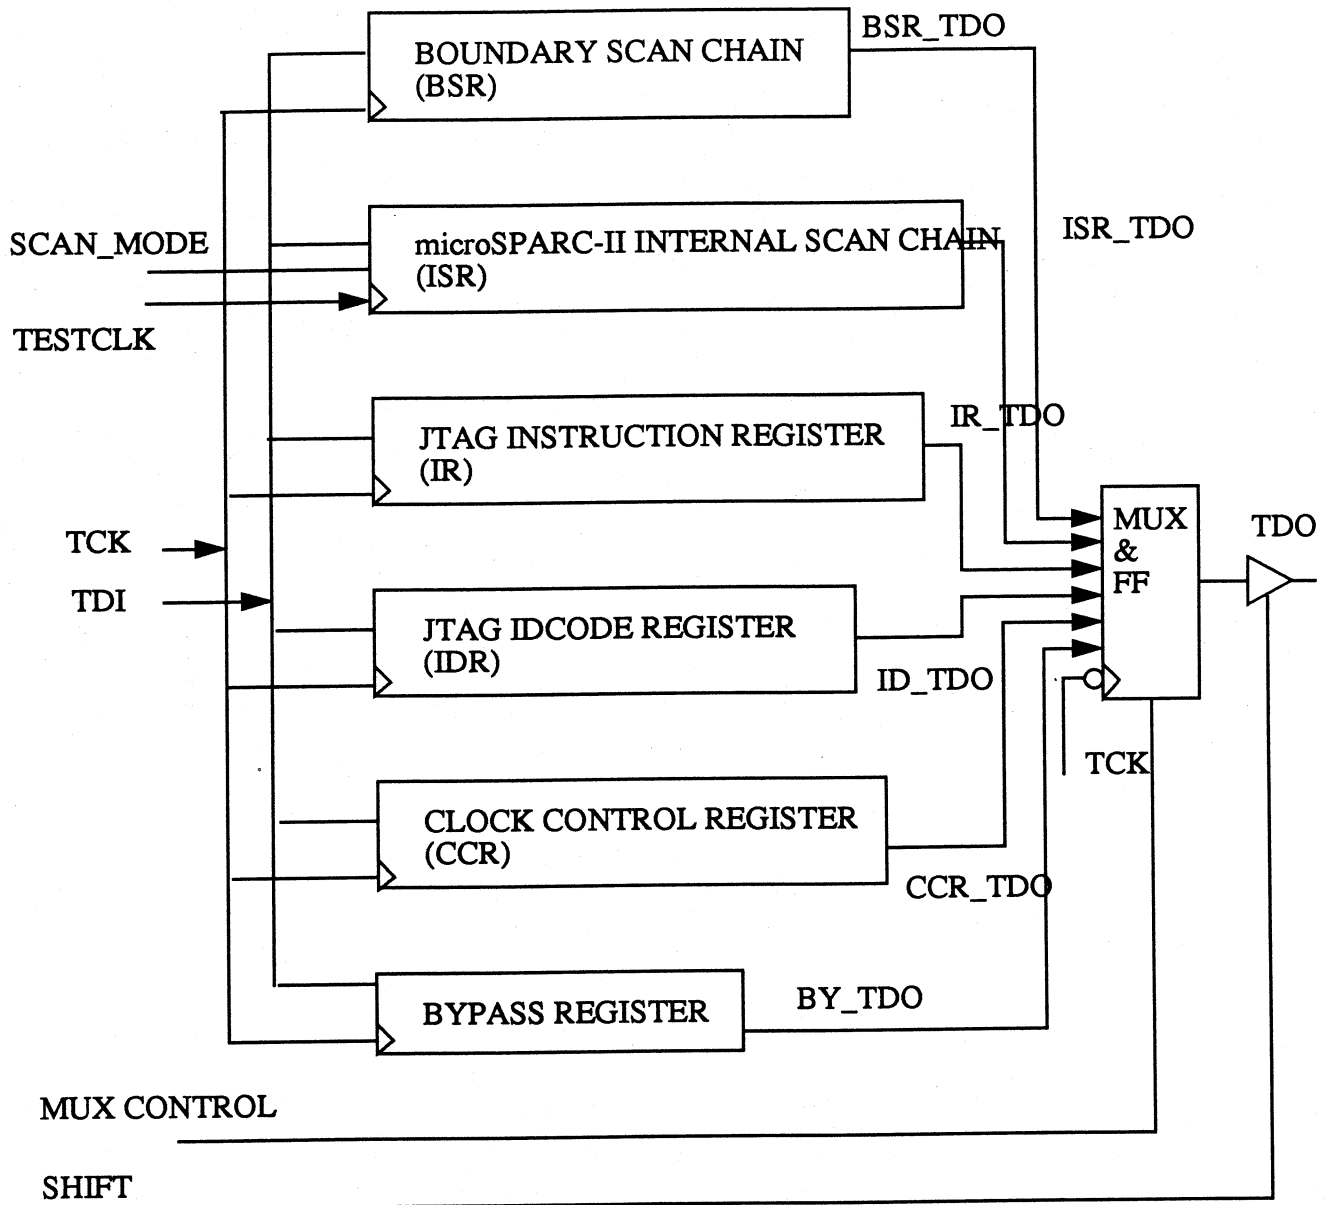 BSR_TDO
BOUNDARY SCAN CHAIN
(BSR)
SCAN_MODE
microSPARC-II INTERNAL SCAN CHAIN
(ISR)
ISR_TDO
TESTCLK
JTAG INSTRUCTION REGISTER
(IR)
IR_TDO
TCK
TDI
MUX
&
FF
TDO
JTAG IDCODE REGISTER
(IDR)
ID_TDO
TCK
CLOCK CONTROL REGISTER
(CCR)
CCR_TDO
BYPASS REGISTER
BY_TDO
MUX CONTROL
SHIFT